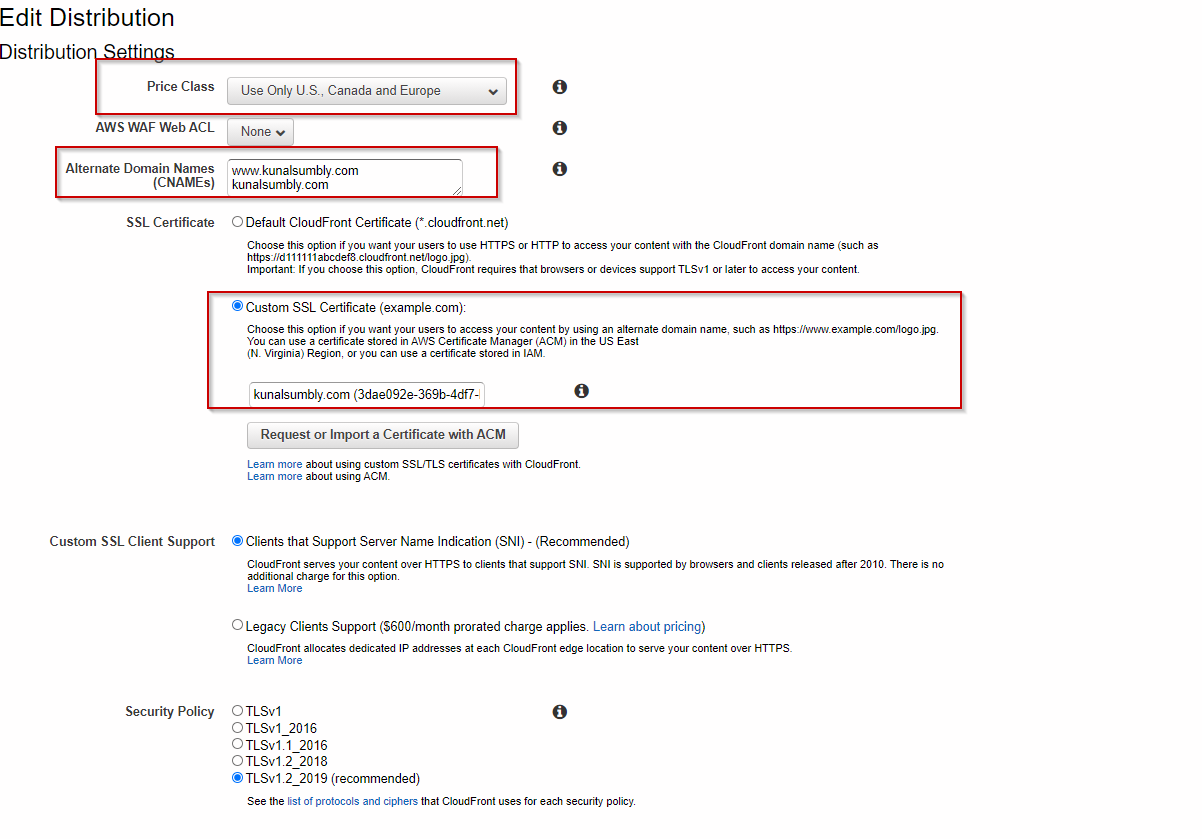 Edit Distribution
Distribution Settings
Price Class
Use Only U.S., Canada and Europe
AWS WAF Web ACL
None
Alternate Domain Names
(CNAMEs)
www.kunalsumbly.com
kunalsumbly.com
SSL Certificate
Default CloudFront Certificate (*.cloudfront.net)
Choose this option if you want your users to use HTTPS or HTTP to access your content with the CloudFront domain name (such as
https://d111111abcdef8.cloudfront.net/logo.jpg).
Important: If you choose this option, CloudFront requires that browsers or devices support TLSv1 or later to access your content.
Custom SSL Certificate (example.com):
Choose this option if you want your users to access your content by using an alternate domain name, such as https://www.example.com/logo.jpg.
You can use a certificate stored in AWS Certificate Manager (ACM) in the US East
(N. Virginia) Region, or you can use a certificate stored in IAM.
kunalsumbly.com (3dae092e-369b-4df7-
Request or Import a Certificate with ACM
Learn more about using custom SSL/TLS certificates with CloudFront.
Learn more about using ACM.
Custom SSL Client Support
Clients that Support Server Name Indication (SNI) - (Recommended)
CloudFront serves your content over HTTPS to clients that support SNI. SNI is supported by browsers and clients released after 2010. There is no
additional charge for this option.
Learn More
Legacy Clients Support ($600/month prorated charge applies. Learn about pricing)
CloudFront allocates dedicated IP addresses at each CloudFront edge location to serve your content over HTTPS.
Learn More
Security Policy
TLSv1
TLSv1_2016
TLSv1.1_2016
TLSv1.2_2018
TLSv1.2_2019 (recommended)
See the list of protocols and ciphers that CloudFront uses for each security policy.